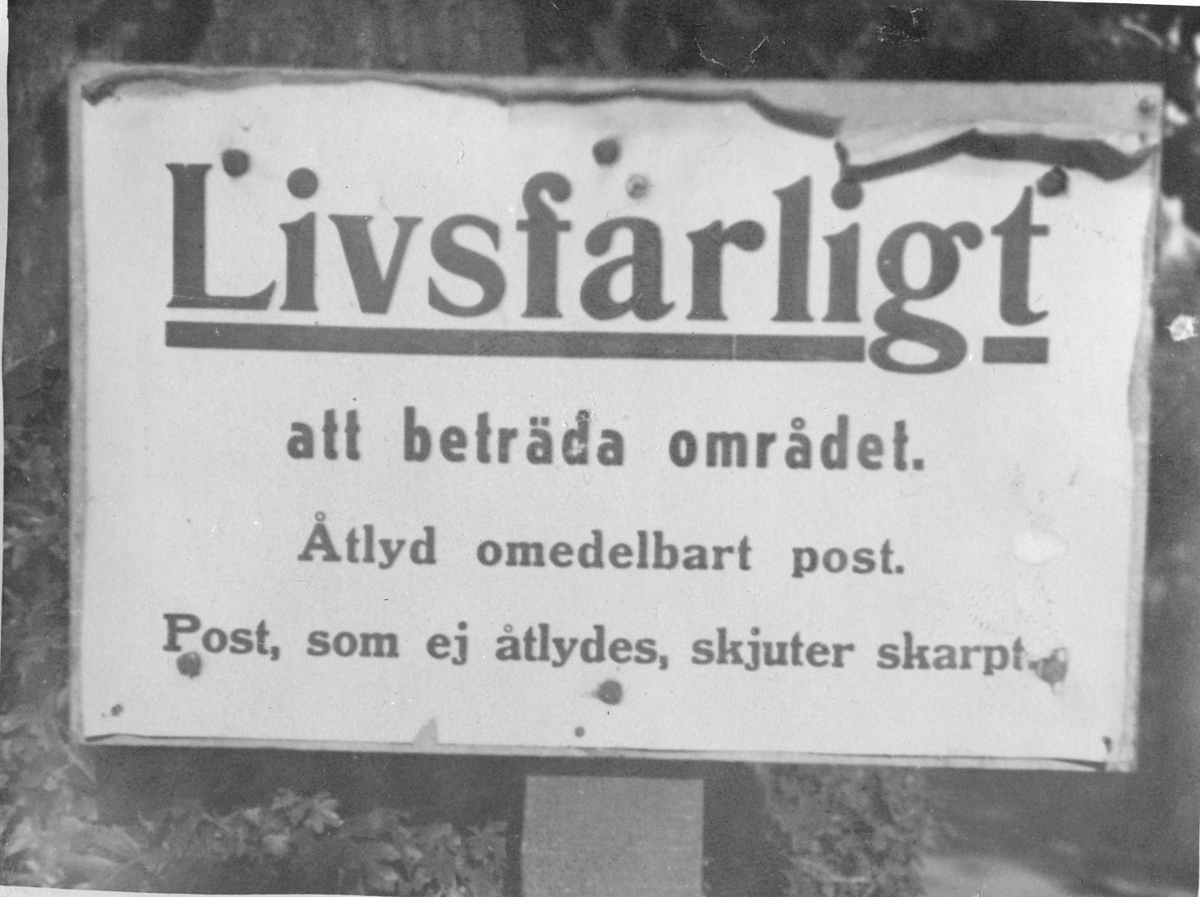 Livsfarligt
att beträda området.
Åtlyd omedelbart post.
Post, som ej åtlydes, skjuter skarpt.